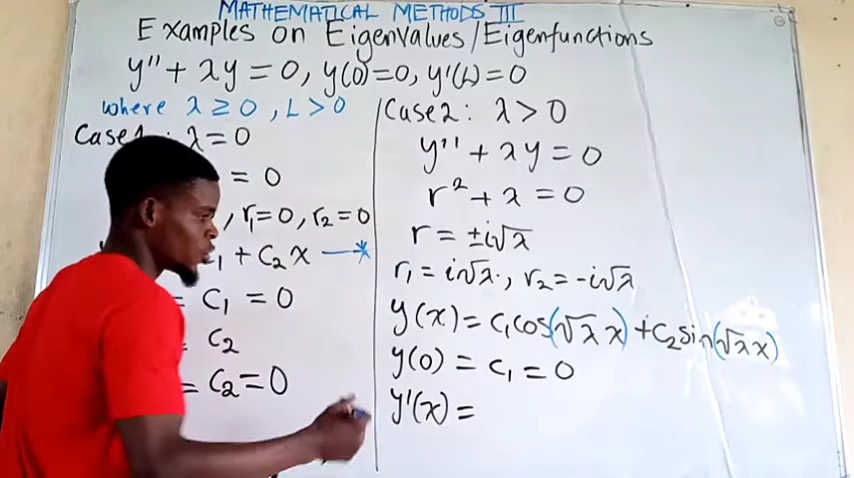 MATHEMATICAL METHODS III
Examples on Eigenvalues/Eigenfunctions
y'' + λy = 0, y(0)=0, y'(L) = 0
where λ ≥ 0, L > 0
Case 1: λ = 0
= 0
, r₁=0, r₂=0
C₁ + C₂x →*
= C₁ = 0
= C₂
= C₂ = 0
Case 2: λ > 0
y'' + λy = 0
r² + λ = 0
r = ±i√λ
r₁ = i√λ, r₂ = -i√λ
y(x) = C₁cos(√λ x) + C₂sin(√λ x)
y(0) = C₁ = 0
y'(x) =